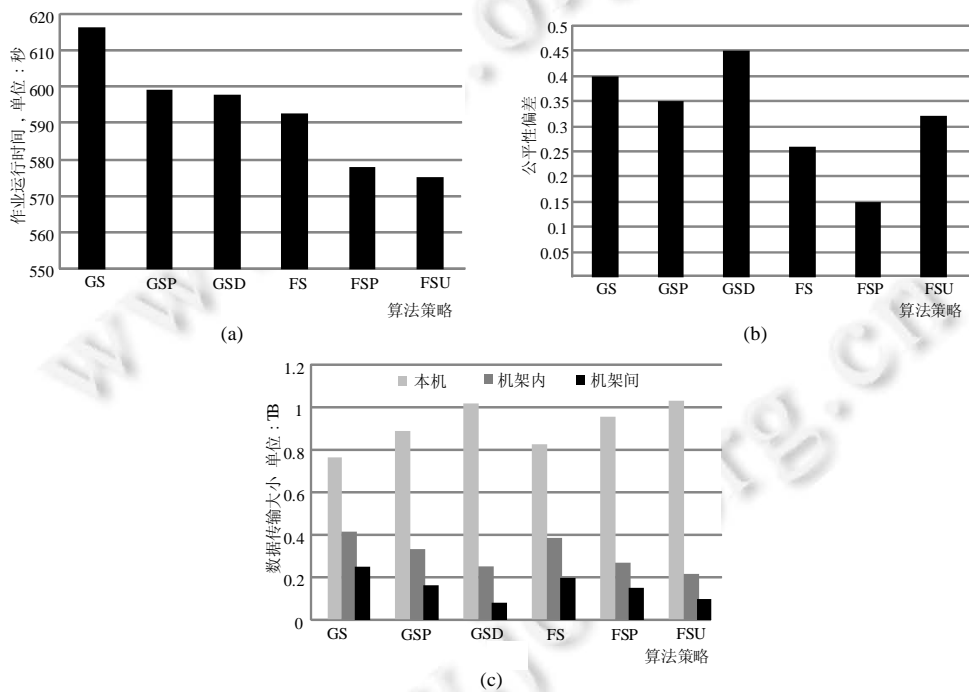 620
610
600
590
580
570
560
550
作业运行时间，单位：秒
GS GSP GSD FS FSP FSU
算法策略
(a)
0.5
0.45
0.4
0.35
0.3
0.25
0.2
0.15
0.1
0.05
公平性偏差
GS GSP GSD FS FSP FSU
算法策略
(b)
1.2
1
0.8
0.6
0.4
0.2
0
数据传输大小 单位：TB
本机 机架内 机架间
GS GSP GSD FS FSP FSU
算法策略
(c)